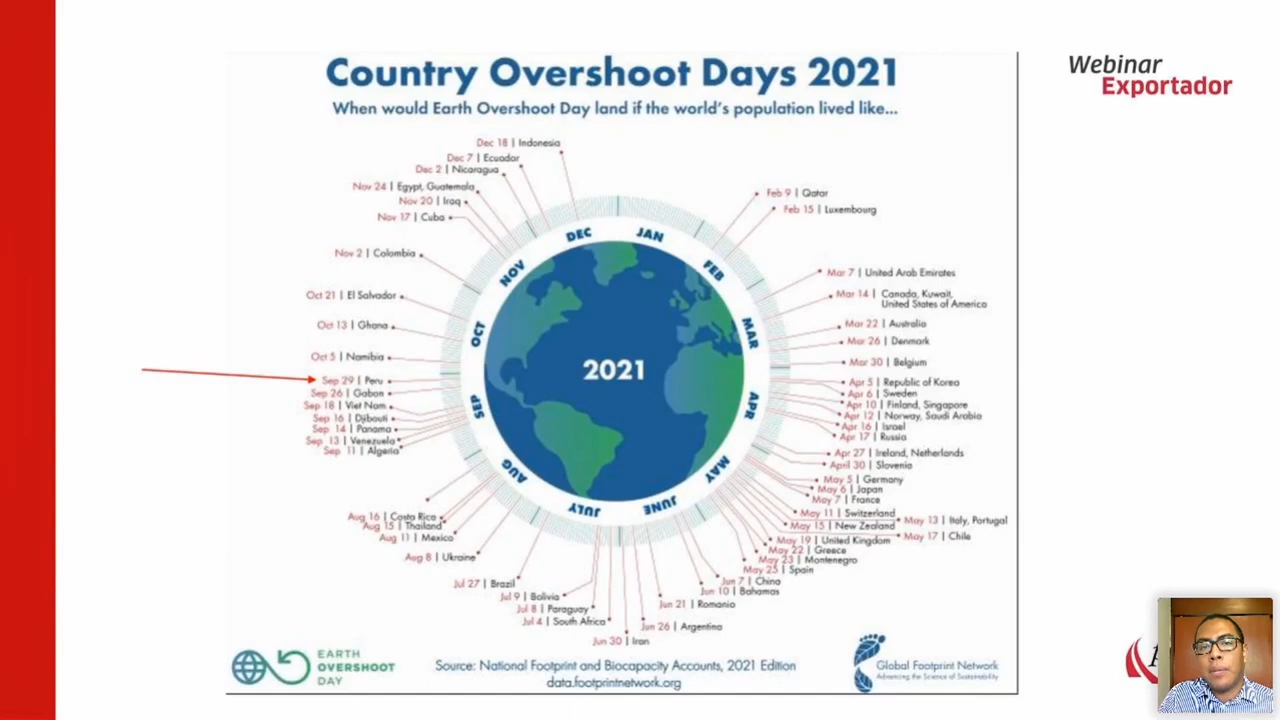 Country Overshoot Days 2021
When would Earth Overshoot Day land if the world's population lived like...
Webinar
Exportador
Dec 18 | Indonesia
Dec 7 | Ecuador
Dec 2 | Nicaragua
Nov 24 | Egypt, Guatemala
Nov 20 | Iraq
Nov 17 | Cuba
Nov 2 | Colombia
Oct 21 | El Salvador
Oct 13 | Ghana
Oct 5 | Namibia
Sep 29 | Peru
Sep 26 | Gabon
Sep 18 | Viet Nam
Sep 16 | Djibouti
Sep 14 | Panama
Sep 13 | Venezuela
Sep 11 | Algeria
Aug 16 | Costa Rica
Aug 15 | Thailand
Aug 11 | Mexico
Aug 8 | Ukraine
Jul 27 | Brazil
Jul 9 | Bolivia
Jul 8 | Paraguay
Jul 4 | South Africa
Jun 30 | Iran
Feb 9 | Qatar
Feb 15 | Luxembourg
Mar 7 | United Arab Emirates
Mar 14 | Canada, Kuwait,
United States of America
Mar 22 | Australia
Mar 26 | Denmark
Mar 30 | Belgium
Apr 5 | Republic of Korea
Apr 6 | Sweden
Apr 10 | Finland, Singapore
Apr 12 | Norway, Saudi Arabia
Apr 16 | Israel
Apr 17 | Russia
Apr 27 | Ireland, Netherlands
April 30 | Slovenia
May 5 | Germany
May 6 | Japan
May 7 | France
May 11 | Switzerland
May 13 | Italy, Portugal
May 15 | New Zealand
May 17 | Chile
May 19 | United Kingdom
May 22 | Greece
May 23 | Montenegro
May 25 | Spain
Jun 7 | China
Jun 10 | Bahamas
Jun 21 | Romania
Jun 26 | Argentina
JAN
FEB
MAR
APR
MAY
JUNE
JULY
AUG
SEP
OCT
NOV
DEC
2021
EARTH
OVERSHOOT
DAY
Source: National Footprint and Biocapacity Accounts, 2021 Edition
data.footprintnetwork.org
Global Footprint Network
Advancing the Science of Sustainability